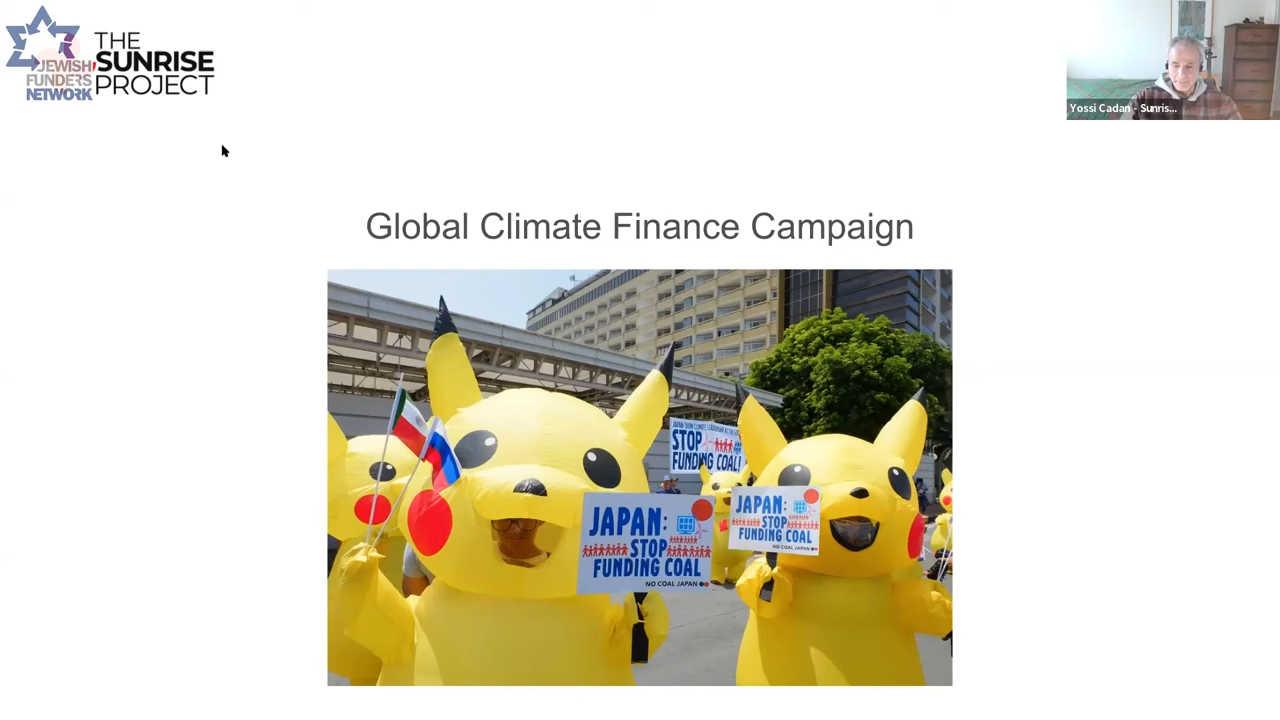 JEWISH
FUNDERS
NETWORK
THE
SUNRISE
PROJECT
Yossi Cadan - Sunris...
Global Climate Finance Campaign
STOP
FUNDING COAL!
JAPAN:
STOP
FUNDING COAL
NO COAL JAPAN
JAPAN:
STOP
FUNDING COAL
NO COAL JAPAN